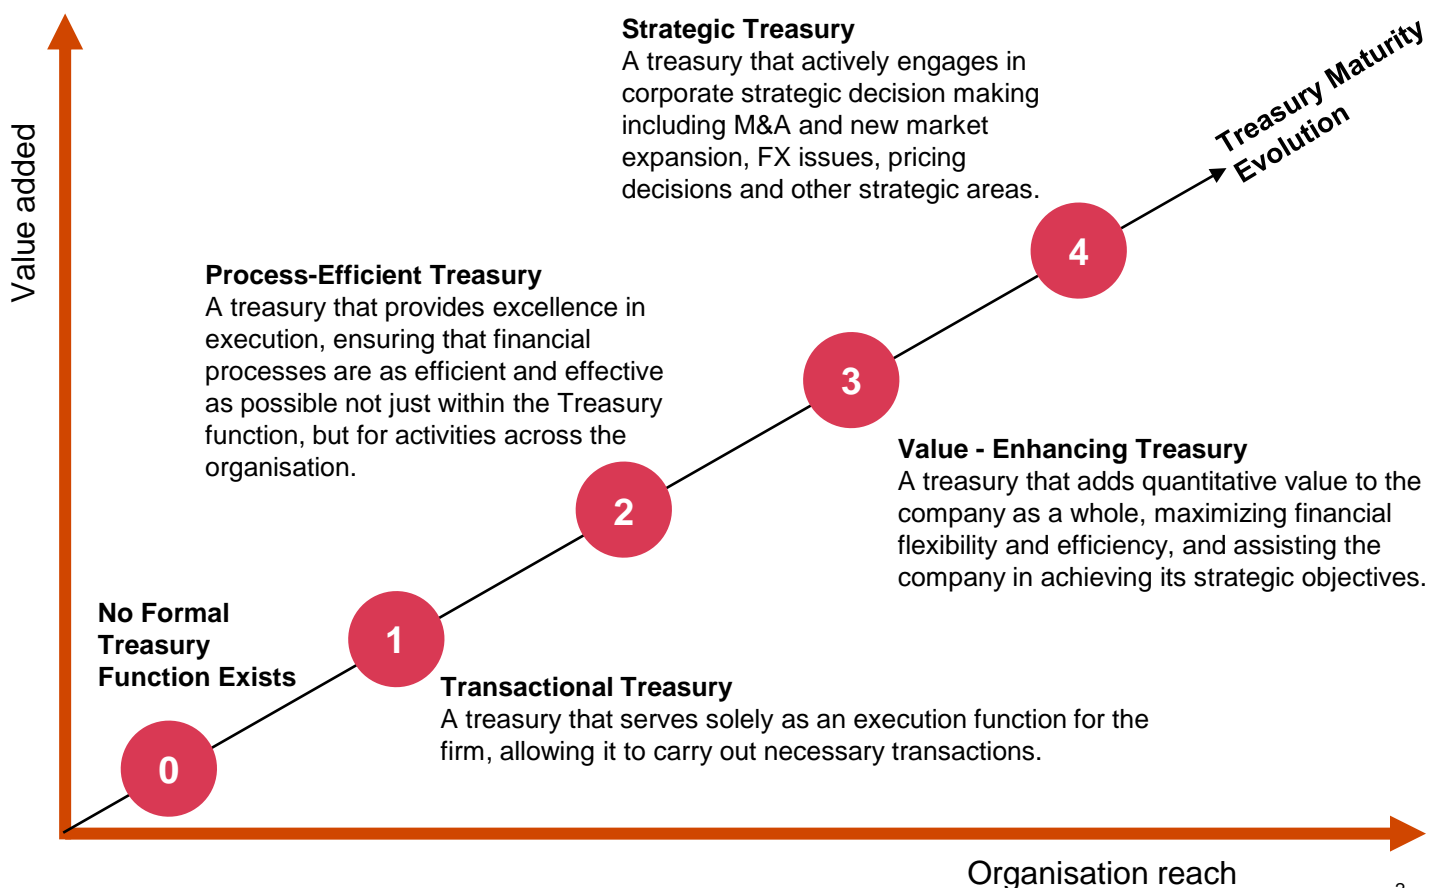 Strategic Treasury
A treasury that actively engages in
corporate strategic decision making
including M&A and new market
expansion, FX issues, pricing
decisions and other strategic areas.
Treasury Maturity
Evolution
Value added
4
Process-Efficient Treasury
A treasury that provides excellence in
execution, ensuring that financial
processes are as efficient and effective
as possible not just within the Treasury
function, but for activities across the
organisation.
3
Value - Enhancing Treasury
A treasury that adds quantitative value to the
company as a whole, maximizing financial
flexibility and efficiency, and assisting the
company in achieving its strategic objectives.
2
No Formal
Treasury
Function Exists
1
Transactional Treasury
A treasury that serves solely as an execution function for the
firm, allowing it to carry out necessary transactions.
0
Organisation reach